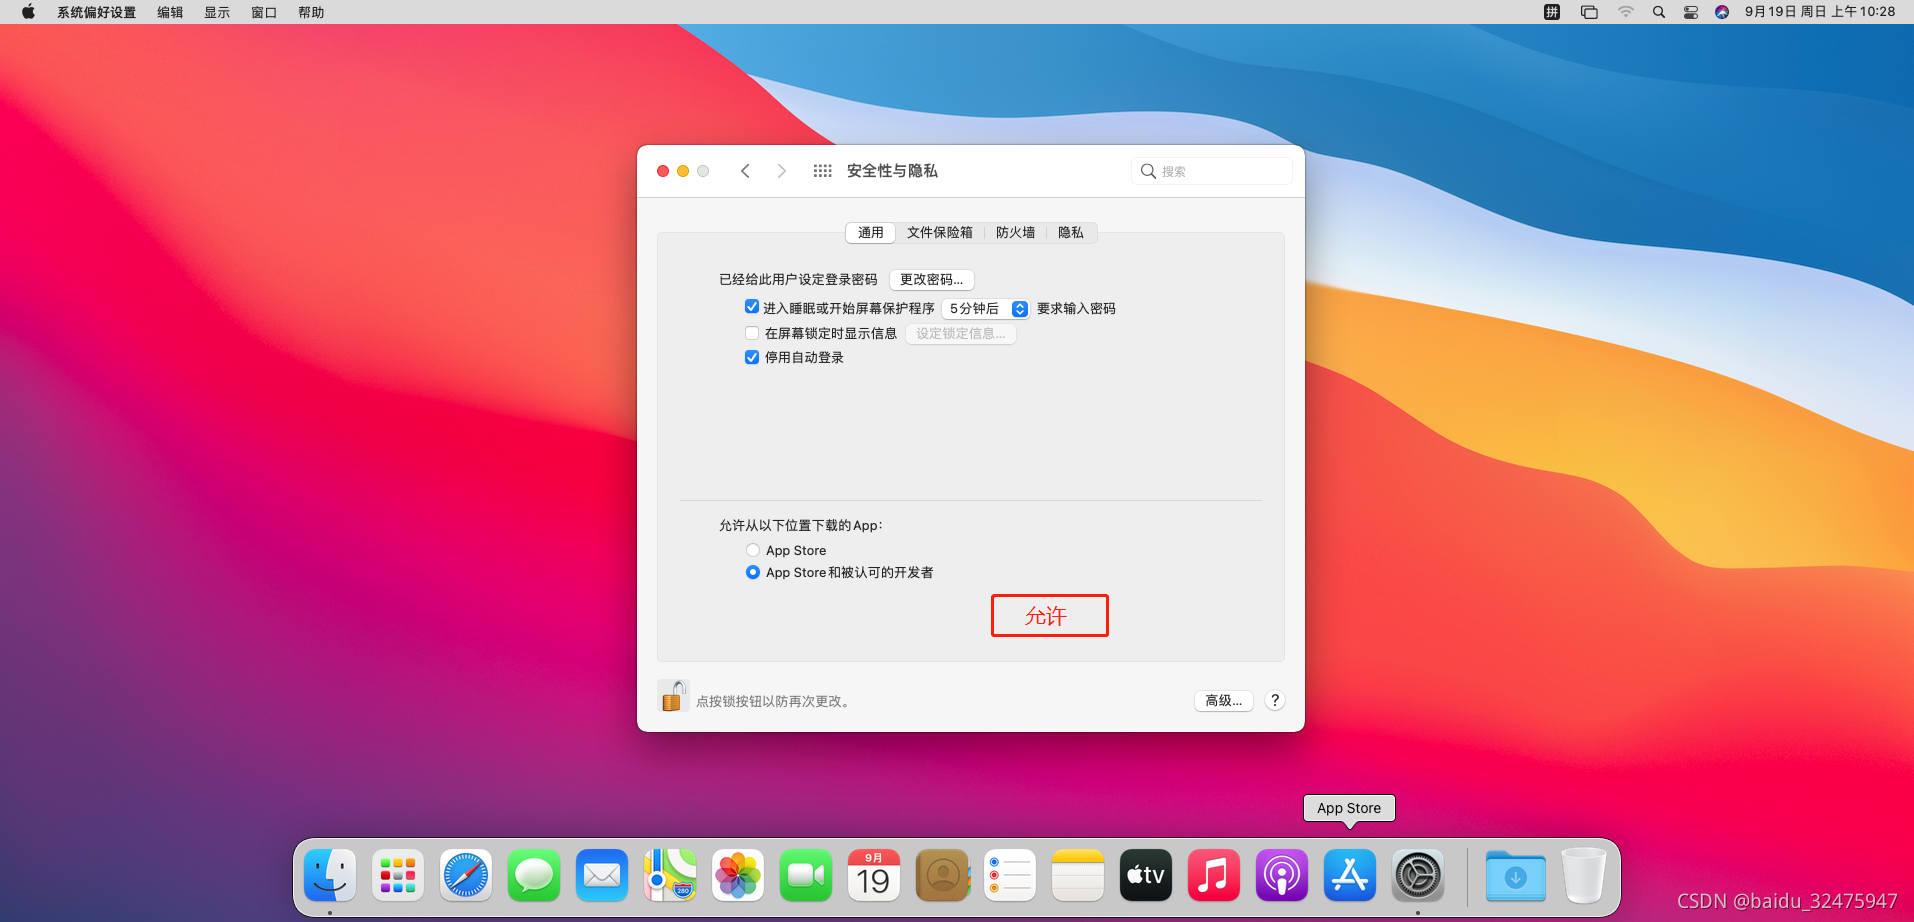 系统偏好设置 编辑 显示 窗口 帮助 拼 9月19日 周日 上午10:28
安全性与隐私 搜索
通用 文件保险箱 防火墙 隐私
已经给此用户设定登录密码 更改密码...
进入睡眠或开始屏幕保护程序 5分钟后 要求输入密码
在屏幕锁定时显示信息 设定锁定信息...
停用自动登录
允许从以下位置下载的App：
App Store
App Store和被认可的开发者
允许
点按锁按钮以防再次更改。 高级... ?
App Store
9月
19
tv
280
CSDN @baidu_32475947